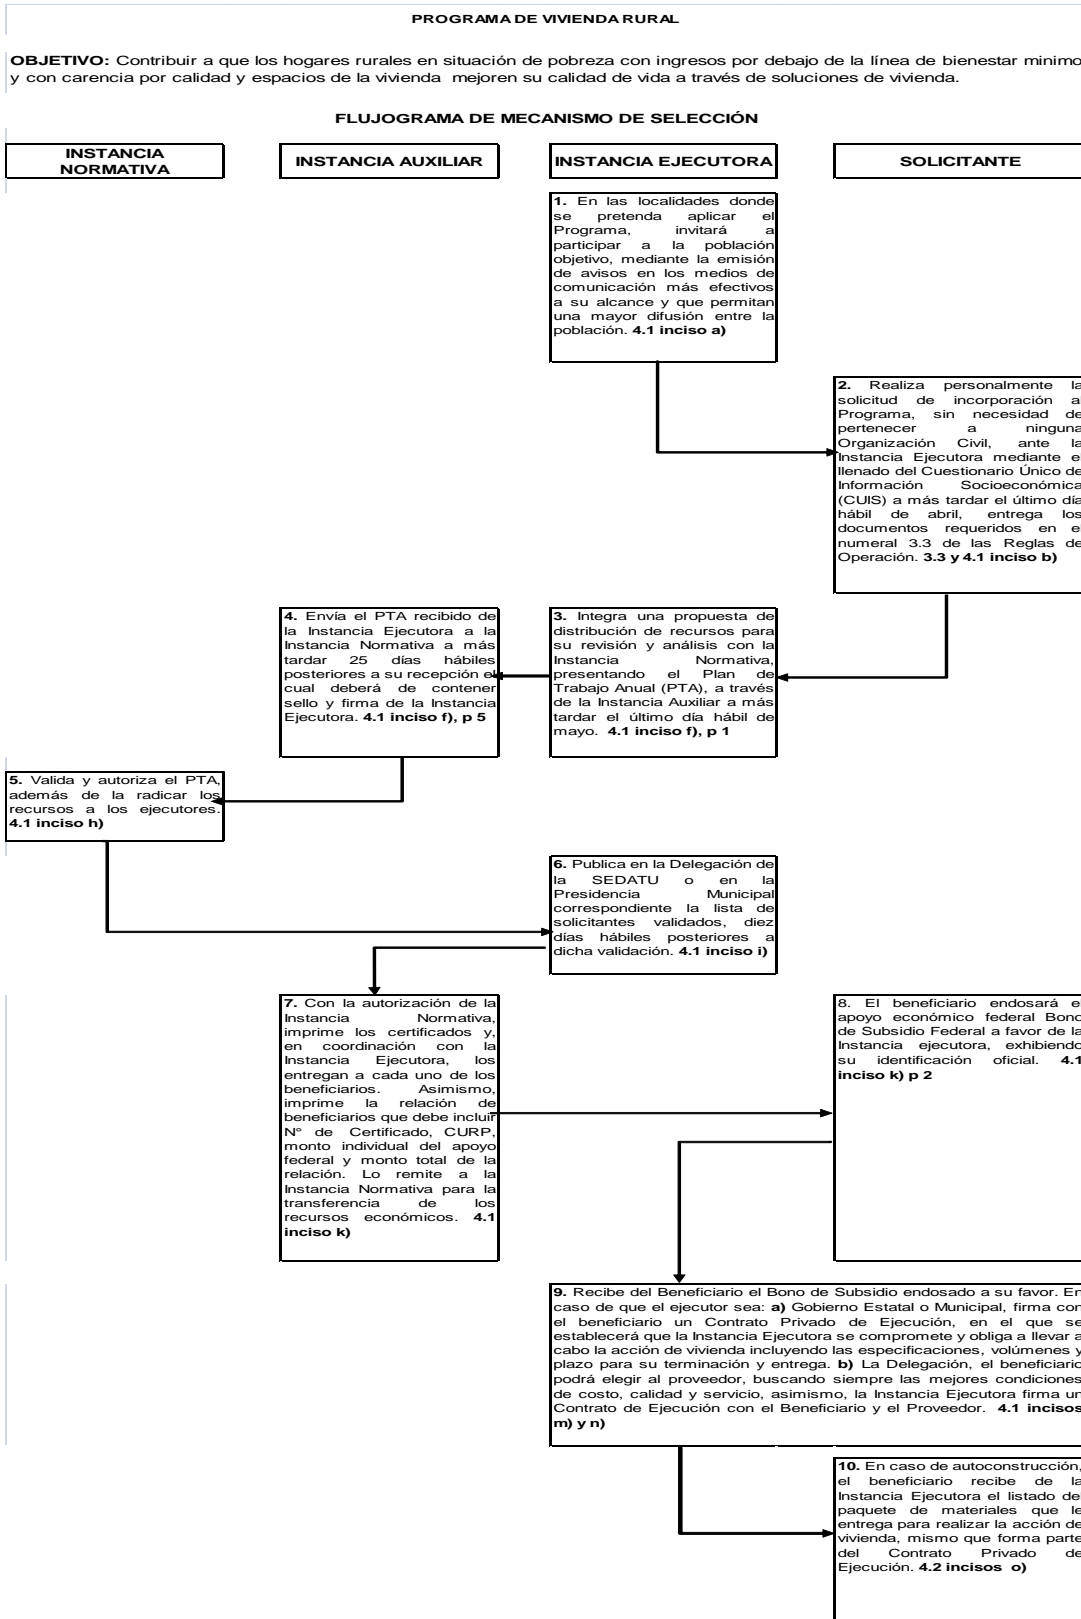 PROGRAMA DE VIVIENDA RURAL
OBJETIVO: Contribuir a que los hogares rurales en situación de pobreza con ingresos por debajo de la línea de bienestar minimo
y con carencia por calidad y espacios de la vivienda mejoren su calidad de vida a través de soluciones de vivienda.
FLUJOGRAMA DE MECANISMO DE SELECCIÓN
INSTANCIA
NORMATIVA
INSTANCIA AUXILIAR
INSTANCIA EJECUTORA
SOLICITANTE
1. En las localidades donde
se pretenda aplicar el
Programa, invitará a
participar a la población
objetivo, mediante la emisión
de avisos en los medios de
comunicación más efectivos
a su alcance y que permitan
una mayor difusión entre la
población. 4.1 inciso a)
2. Realiza personalmente la
solicitud de incorporación al
Programa, sin necesidad de
pertenecer a ninguna
Organización Civil, ante la
Instancia Ejecutora mediante el
llenado del Cuestionario Único de
Información Socioeconómica
(CUIS) a más tardar el último día
hábil de abril, entrega los
documentos requeridos en el
numeral 3.3 de las Reglas de
Operación. 3.3 y 4.1 inciso b)
3. Integra una propuesta de
distribución de recursos para
su revisión y análisis con la
Instancia Normativa,
presentando el Plan de
Trabajo Anual (PTA), a través
de la Instancia Auxiliar a más
tardar el último día hábil de
mayo. 4.1 inciso f), p 1
4. Envía el PTA recibido de
la Instancia Ejecutora a la
Instancia Normativa a más
tardar 25 días hábiles
posteriores a su recepción el
cual deberá de contener
sello y firma de la Instancia
Ejecutora. 4.1 inciso f), p 5
5. Valida y autoriza el PTA,
además de la radicar los
recursos a los ejecutores.
4.1 inciso h)
6. Publica en la Delegación de
la SEDATU o en la
Presidencia Municipal
correspondiente la lista de
solicitantes validados, diez
días hábiles posteriores a
dicha validación. 4.1 inciso i)
7. Con la autorización de la
Instancia Normativa,
imprime los certificados y,
en coordinación con la
Instancia Ejecutora, los
entregan a cada uno de los
beneficiarios. Asimismo,
imprime la relación de
beneficiarios que debe incluir
N° de Certificado, CURP,
monto individual del apoyo
federal y monto total de la
relación. Lo remite a la
Instancia Normativa para la
transferencia de los
recursos económicos. 4.1
inciso k)
8. El beneficiario endosará el
apoyo económico federal Bono
de Subsidio Federal a favor de la
Instancia ejecutora, exhibiendo
su identificación oficial. 4.1
inciso k) p 2
9. Recibe del Beneficiario el Bono de Subsidio endosado a su favor. En
caso de que el ejecutor sea: a) Gobierno Estatal o Municipal, firma con
el beneficiario un Contrato Privado de Ejecución, en el que se
establecerá que la Instancia Ejecutora se compromete y obliga a llevar a
cabo la acción de vivienda incluyendo las especificaciones, volúmenes y
plazo para su terminación y entrega. b) La Delegación, el beneficiario
podrá elegir al proveedor, buscando siempre las mejores condiciones
de costo, calidad y servicio, asimismo, la Instancia Ejecutora firma un
Contrato de Ejecución con el Beneficiario y el Proveedor. 4.1 incisos
m) y n)
10. En caso de autoconstrucción,
el beneficiario recibe de la
Instancia Ejecutora el listado del
paquete de materiales que le
entrega para realizar la acción de
vivienda, mismo que forma parte
del Contrato Privado de
Ejecución. 4.2 incisos o)